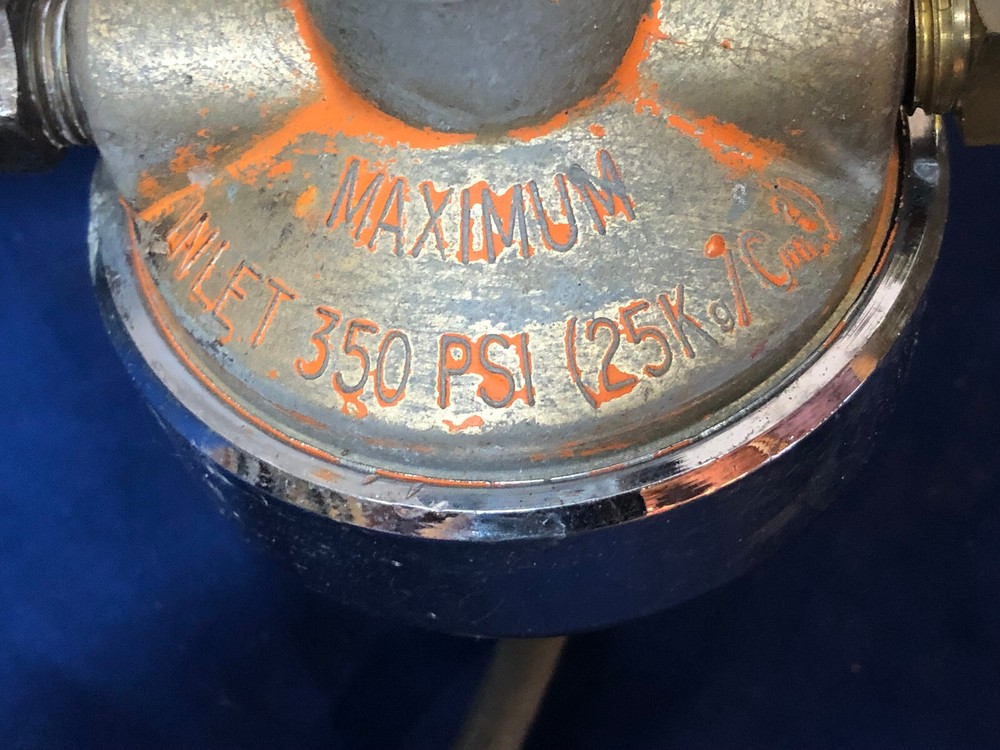 MAXIMUM
INLET 350 PSI (25Kg/Cm²)